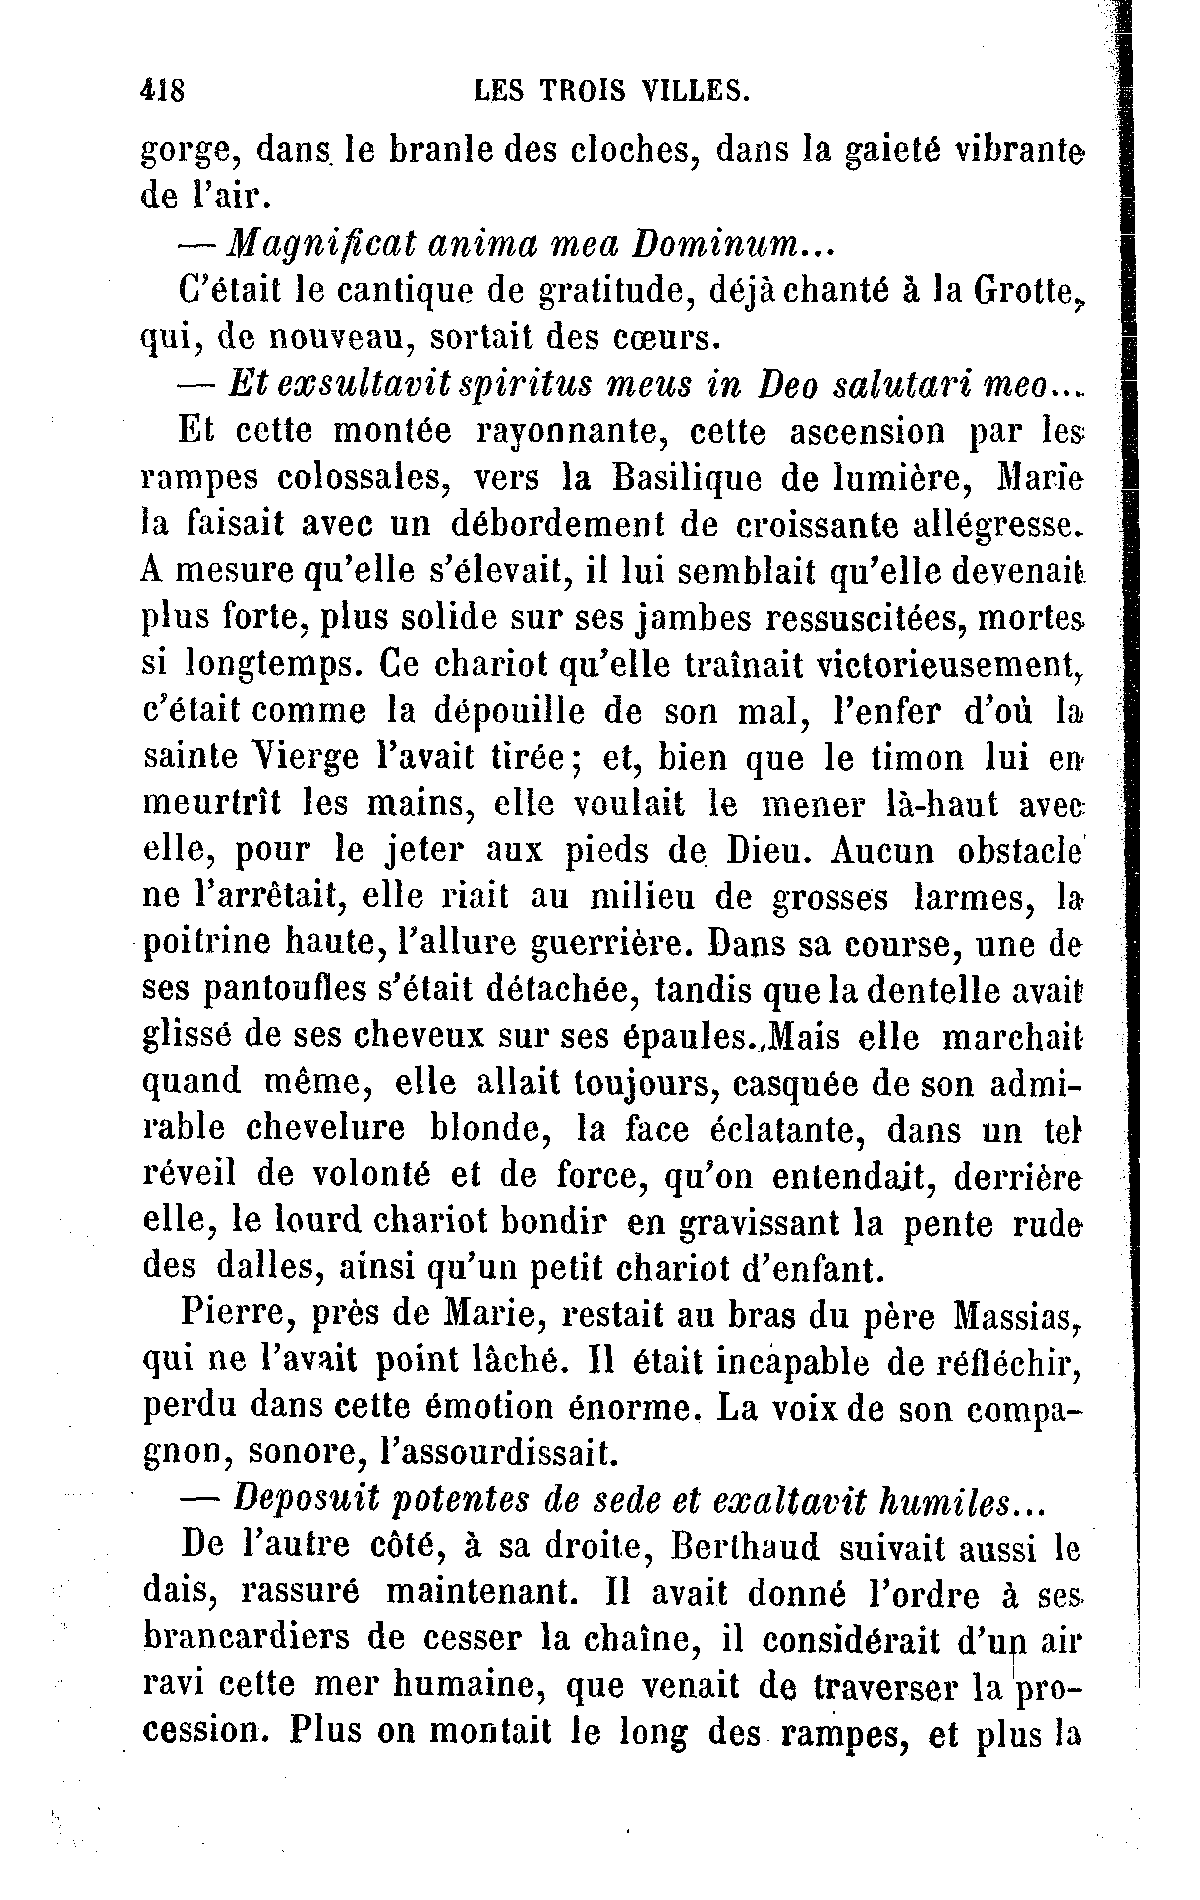 418 LES TROIS VILLES.
gorge, dans le branle des cloches, dans la gaieté vibrante
de l'air.
— Magnificat anima mea Dominum...
C'était le cantique de gratitude, déjà chanté à la Grotte,
qui, de nouveau, sortait des cœurs.
— Et exsultavit spiritus meus in Deo salutari meo...
Et cette montée rayonnante, cette ascension par les
rampes colossales, vers la Basilique de lumière, Marie
la faisait avec un débordement de croissante allégresse.
A mesure qu'elle s'élevait, il lui semblait qu'elle devenait
plus forte, plus solide sur ses jambes ressuscitées, mortes
si longtemps. Ce chariot qu'elle traînait victorieusement,
c'était comme la dépouille de son mal, l'enfer d'où la
sainte Vierge l'avait tirée; et, bien que le timon lui en
meurtrît les mains, elle voulait le mener là-haut avec
elle, pour le jeter aux pieds de Dieu. Aucun obstacle
ne l'arrêtait, elle riait au milieu de grosses larmes, la
poitrine haute, l'allure guerrière. Dans sa course, une de
ses pantoufles s'était détachée, tandis que la dentelle avait
glissé de ses cheveux sur ses épaules. Mais elle marchait
quand même, elle allait toujours, casquée de son admi-
rable chevelure blonde, la face éclatante, dans un tel
réveil de volonté et de force, qu'on entendait, derrière
elle, le lourd chariot bondir en gravissant la pente rude
des dalles, ainsi qu'un petit chariot d'enfant.
Pierre, près de Marie, restait au bras du père Massias,
qui ne l'avait point lâché. Il était incapable de réfléchir,
perdu dans cette émotion énorme. La voix de son compa-
gnon, sonore, l'assourdissait.
— Deposuit potentes de sede et exaltavit humiles...
De l'autre côté, à sa droite, Berthaud suivait aussi le
dais, rassuré maintenant. Il avait donné l'ordre à ses
brancardiers de cesser la chaîne, il considérait d'un air
ravi cette mer humaine, que venait de traverser la pro-
cession. Plus on montait le long des rampes, et plus la